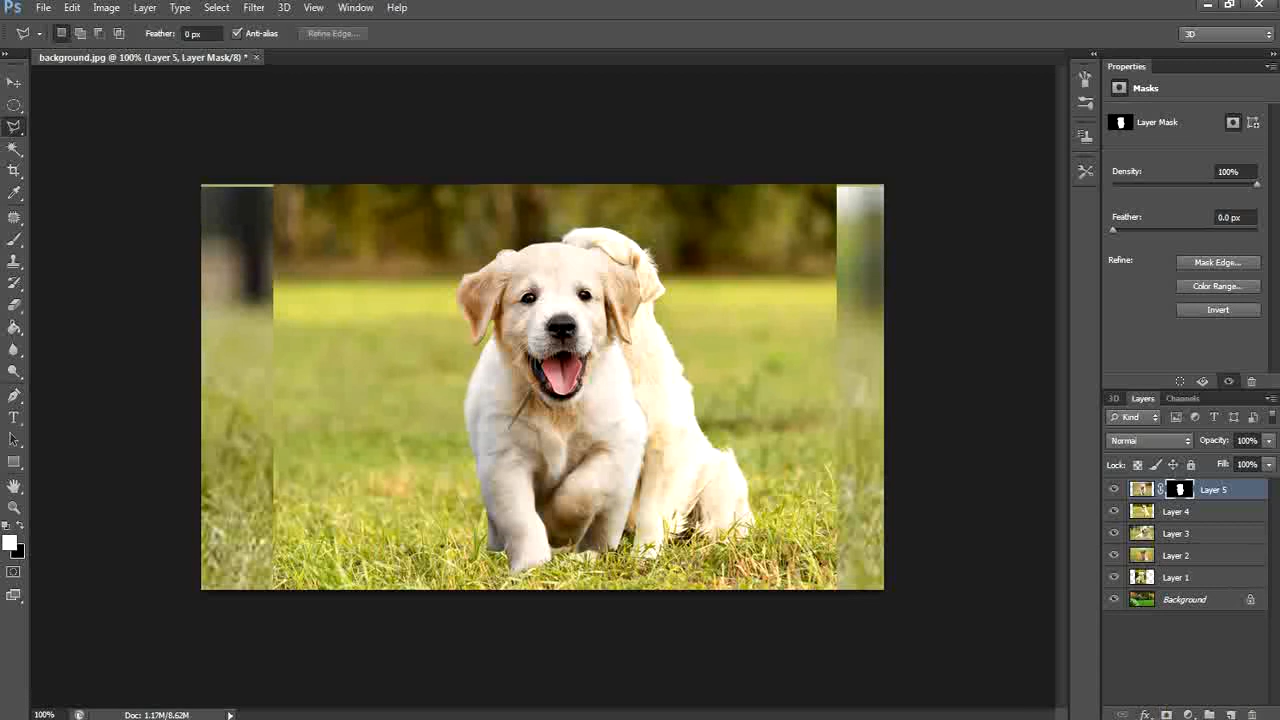 Ps File Edit Image Layer Type Select Filter 3D View Window Help
Feather: 0 px Anti-alias Refine Edge... 3D
background.jpg @ 100% (Layer 5, Layer Mask/8) * ×
Properties
Masks
Layer Mask
Density: 100%
Feather: 0.0 px
Refine: Mask Edge...
Color Range...
Invert
3D Layers Channels
Kind
Normal Opacity: 100%
Lock: Fill: 100%
Layer 5
Layer 4
Layer 3
Layer 2
Layer 1
Background
100% Doc: 1.17M/8.62M